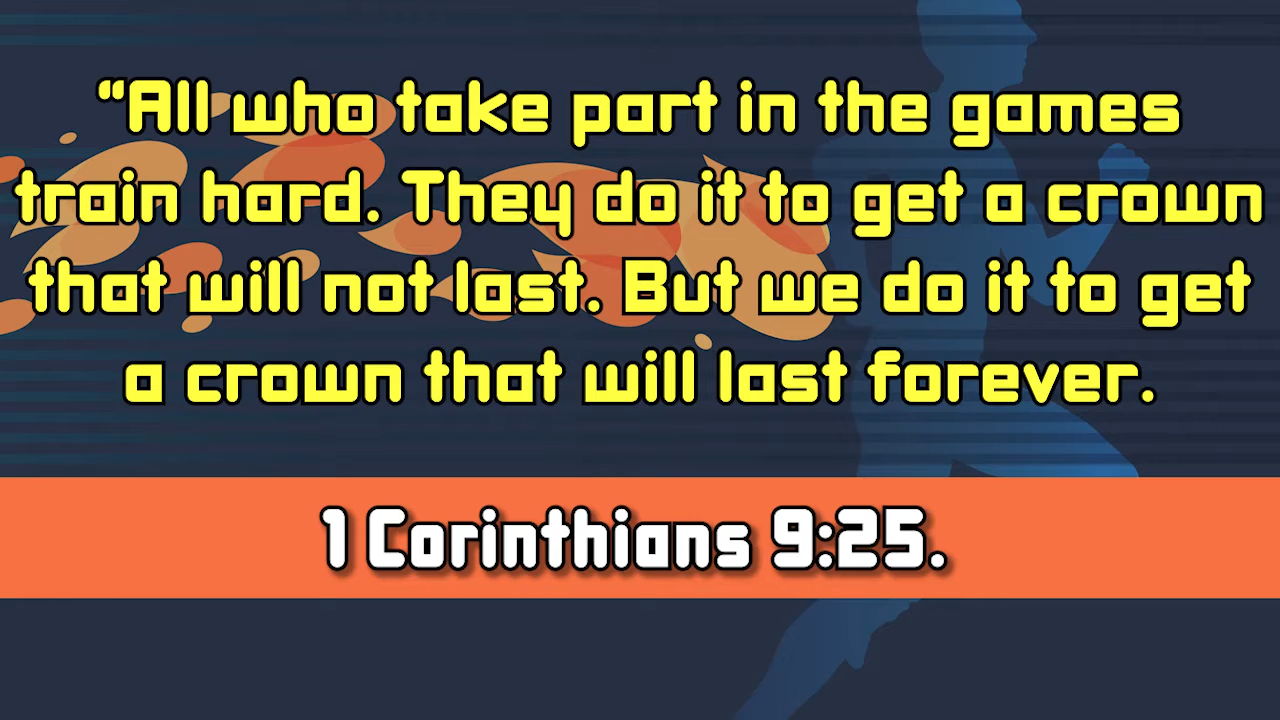 “All who take part in the games
train hard. They do it to get a crown
that will not last. But we do it to get
a crown that will last forever.
1 Corinthians 9:25.